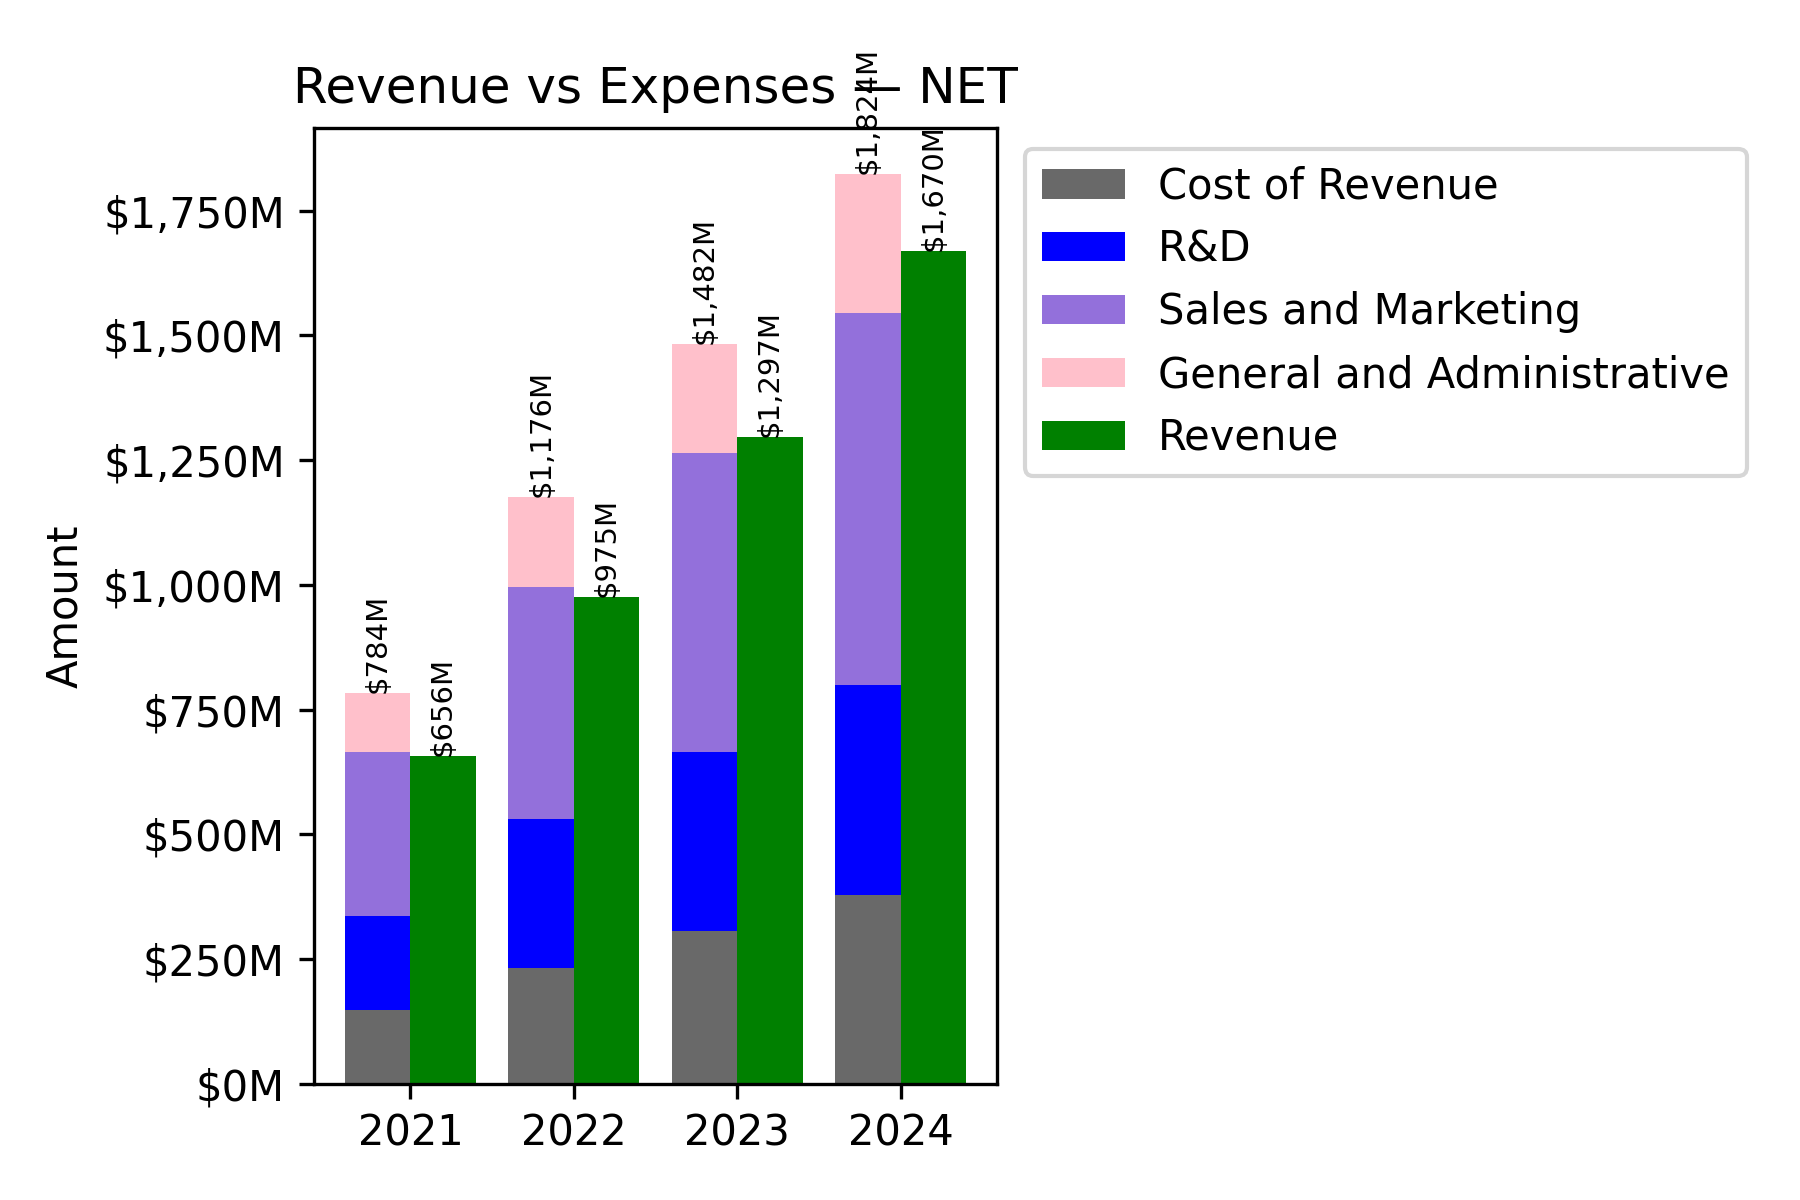 Revenue vs Expenses — NET
$1,824M
$1,670M
$1,482M
$1,297M
$1,176M
$975M
$784M
$656M
Amount
$1,750M
$1,500M
$1,250M
$1,000M
$750M
$500M
$250M
$0M
2021 2022 2023 2024
Cost of Revenue
R&D
Sales and Marketing
General and Administrative
Revenue